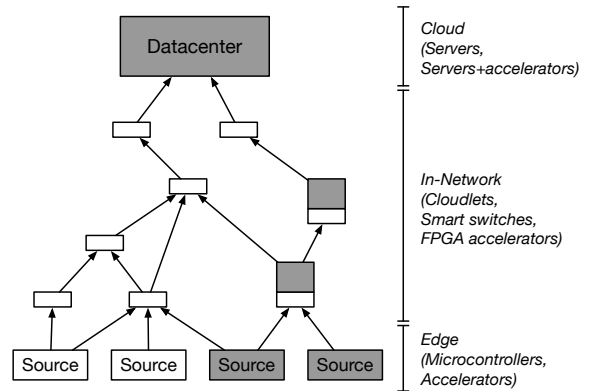 Datacenter
Cloud
(Servers,
Servers+accelerators)
In-Network
(Cloudlets,
Smart switches,
FPGA accelerators)
Source Source Source Source
Edge
(Microcontrollers,
Accelerators)